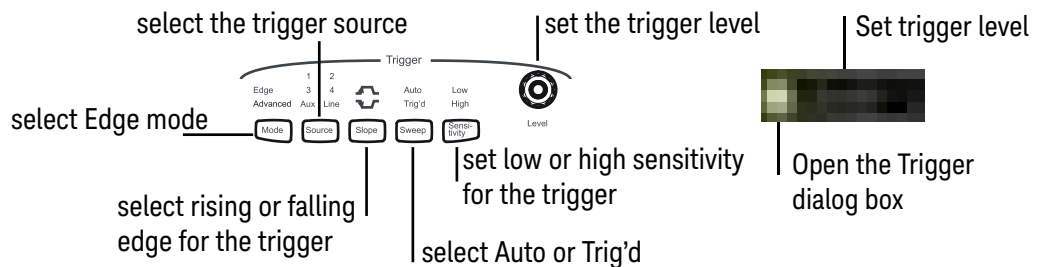 select the trigger source
set the trigger level
Set trigger level
Trigger
1 2
Edge 3 4 Auto Low
Advanced Aux Line Trig'd High
select Edge mode
Mode Source Slope Sweep Sensi-
tivity
Level
set low or high sensitivity
for the trigger
Open the Trigger
dialog box
select rising or falling
edge for the trigger
select Auto or Trig’d